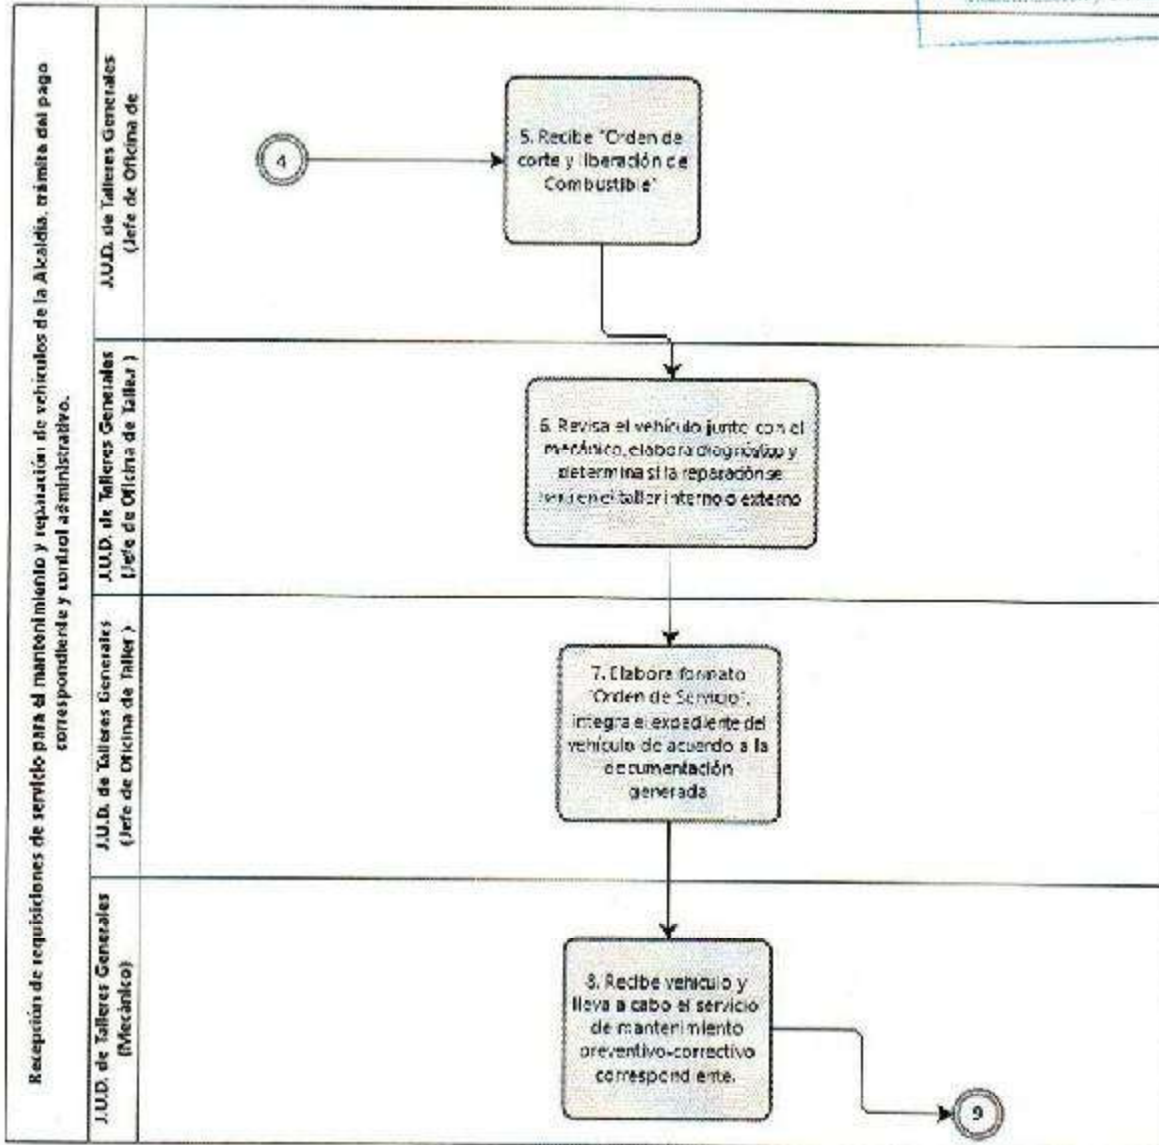 Recepción de requisiciones de servicio para el mantenimiento y reparación de vehículos de la Alcaldía, trámite del pago
correspondiente y control administrativo.
J.U.D. de Talleres Generales
(Jefe de Oficina de
4
5. Recibe "Orden de
corte y liberación de
Combustible"
J.U.D. de Talleres Generales
(Jefe de Oficina de Taller )
6. Revisa el vehículo junto con el
mecánico, elabora diagnóstico y
determina si la reparación se
hará en el taller interno o externo
J.U.D. de Talleres Generales
(Jefe de Oficina de Taller )
7. Elabora formato
"Orden de Servicio",
integra el expediente del
vehículo de acuerdo a la
documentación
generada
J.U.D. de Talleres Generales
(Mecánico)
8. Recibe vehiculo y
lleva a cabo el servicio
de mantenimiento
preventivo-correctivo
correspondiente.
9